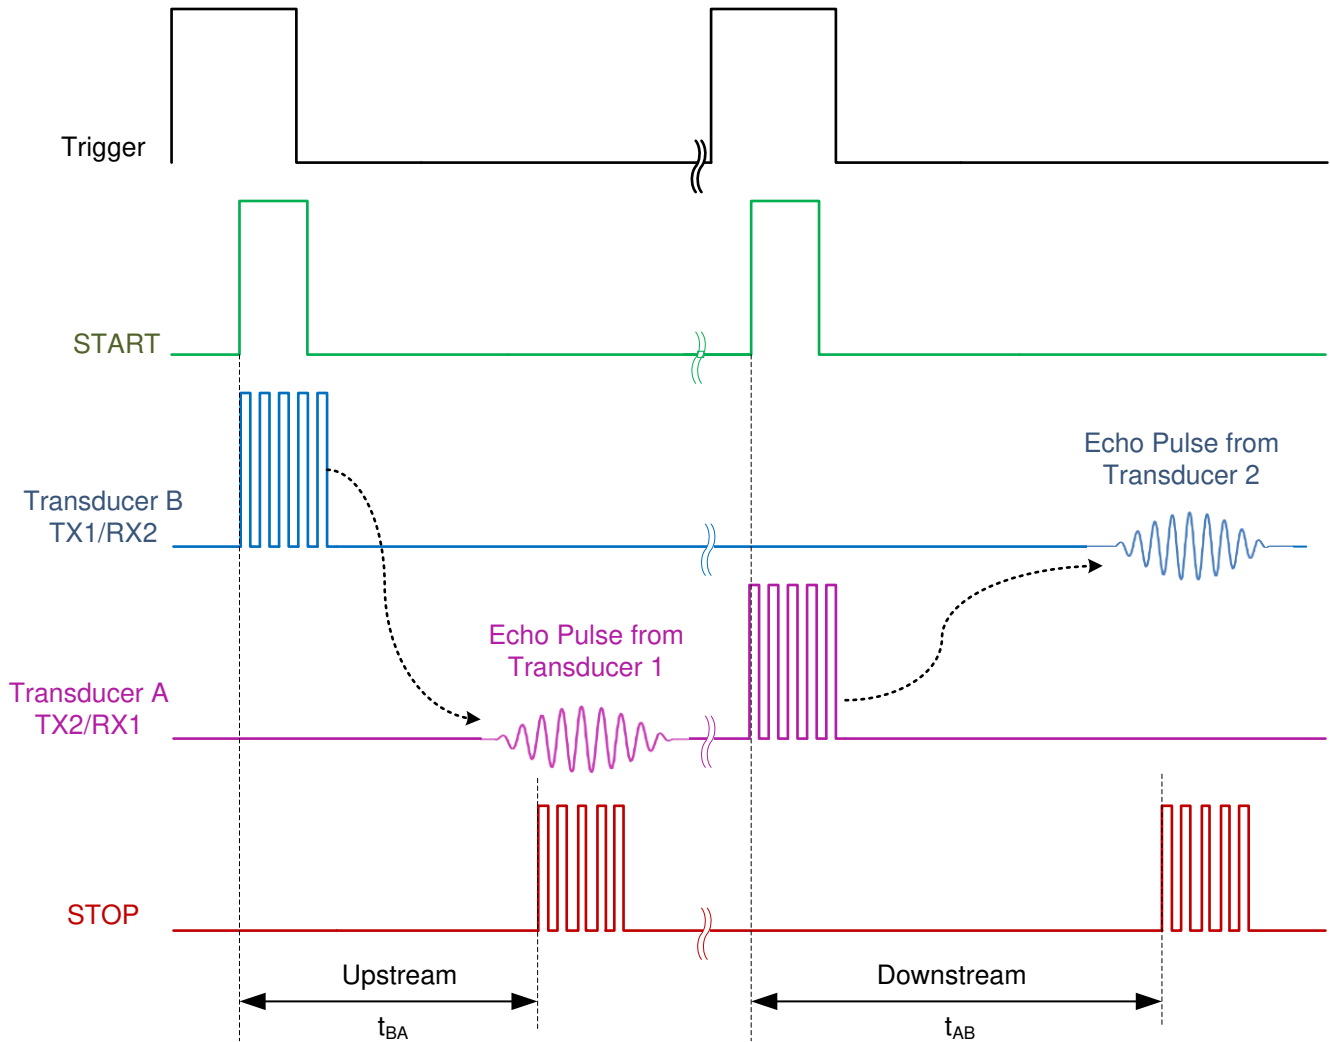 Trigger
START
Transducer B
TX1/RX2
Echo Pulse from
Transducer 2
Echo Pulse from
Transducer 1
Transducer A
TX2/RX1
STOP
Upstream
Downstream
tBA
tAB